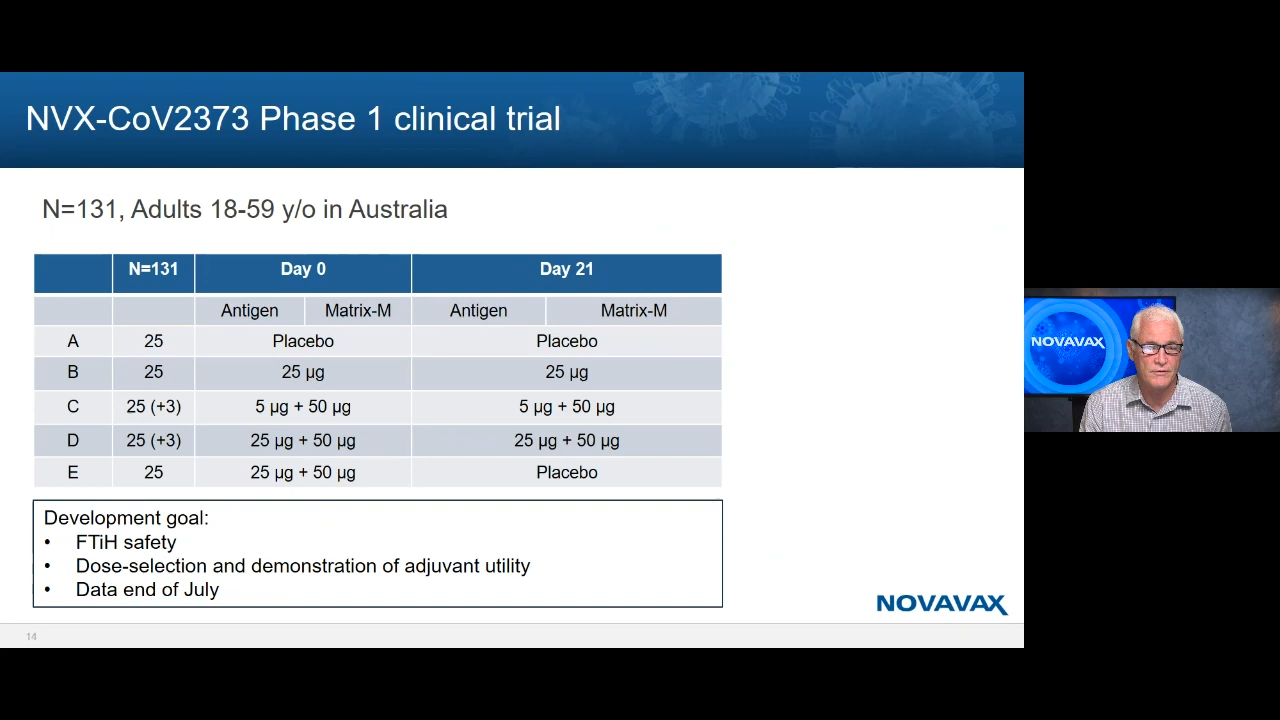 NVX-CoV2373 Phase 1 clinical trial
N=131, Adults 18-59 y/o in Australia
N=131 Day 0 Day 21
Antigen Matrix-M Antigen Matrix-M
A 25 Placebo Placebo
B 25 25 µg 25 µg
C 25 (+3) 5 µg + 50 µg 5 µg + 50 µg
D 25 (+3) 25 µg + 50 µg 25 µg + 50 µg
E 25 25 µg + 50 µg Placebo
Development goal:
• FTiH safety
• Dose-selection and demonstration of adjuvant utility
• Data end of July
NOVAVAX
14
NOVAVAX